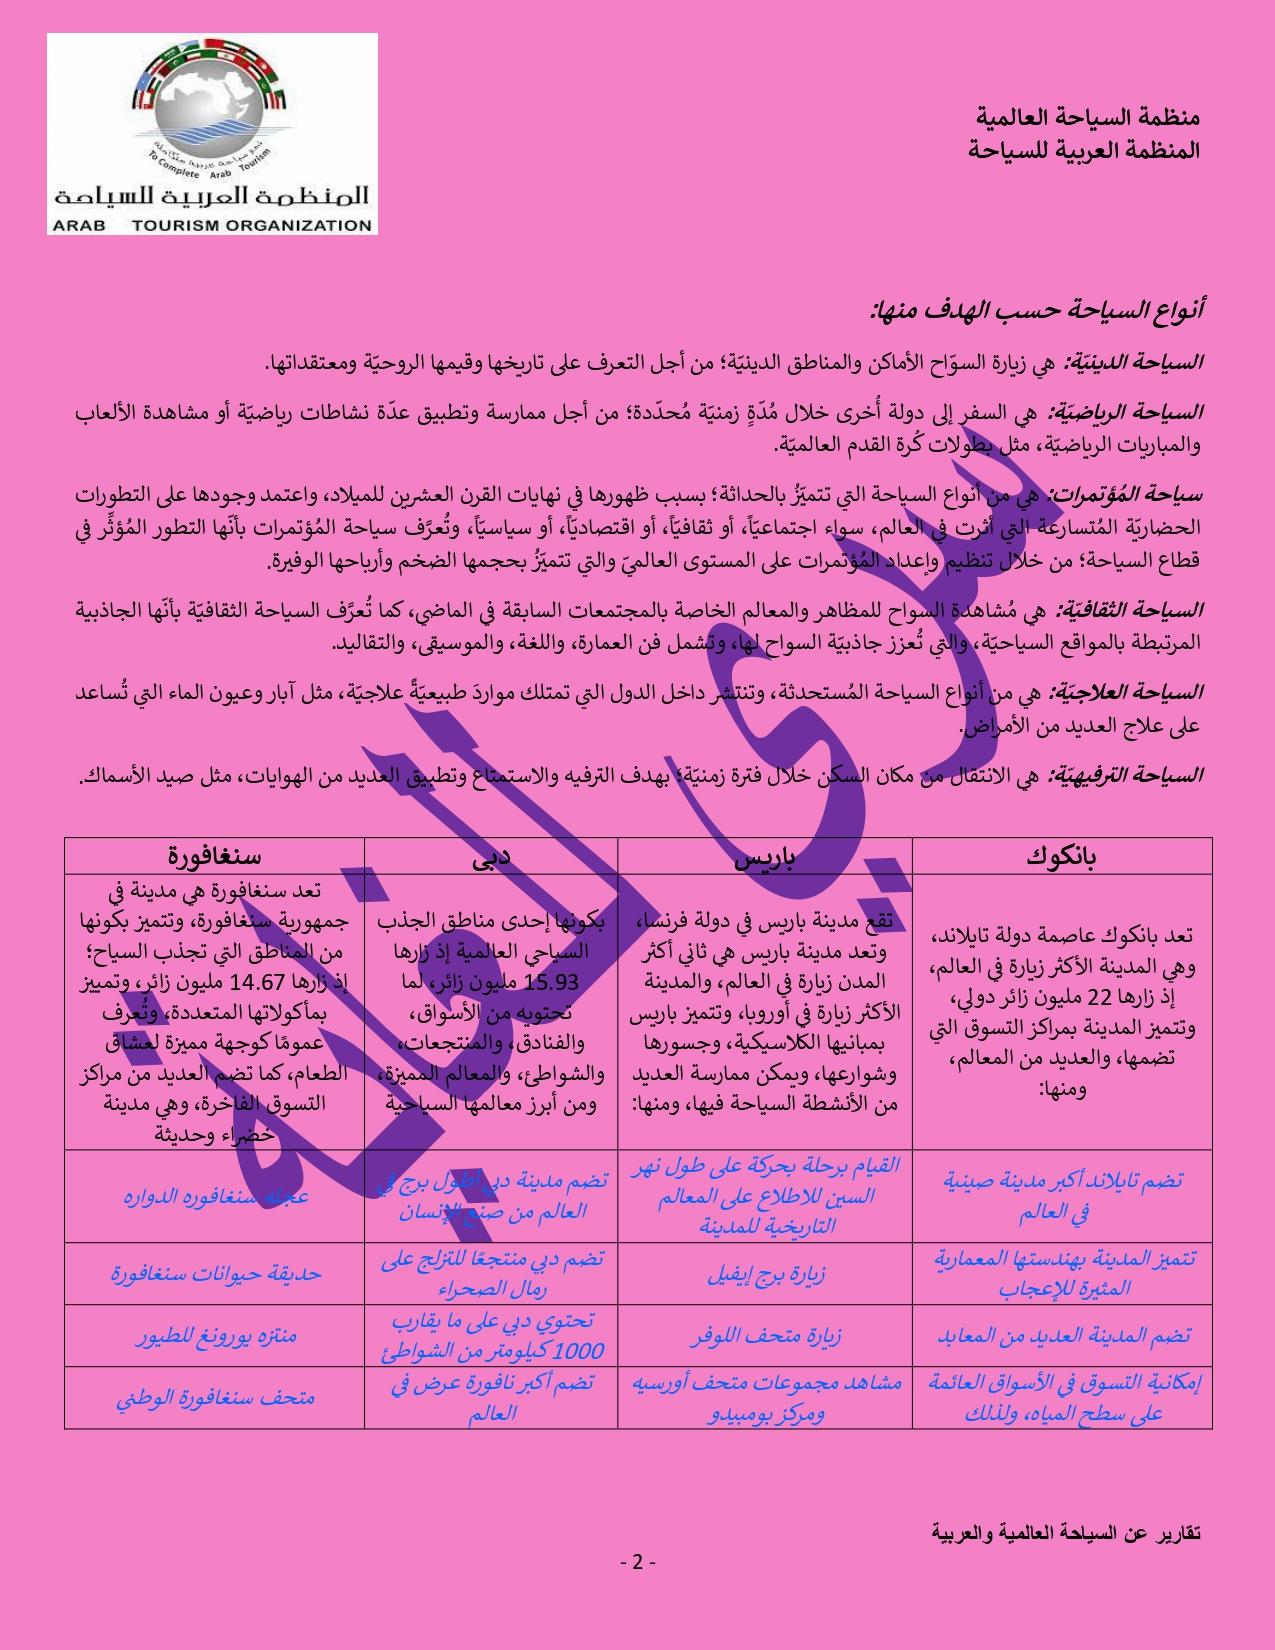 منظمة السياحة العالمية
المنظمة العربية للسياحة
نحو سياحة عربية متكاملة
To Complete Arab Tourism
المنظمة العربية للسياحة
ARAB TOURISM ORGANIZATION
أنواع السياحة حسب الهدف منها:
السياحة الدينيّة: هي زيارة السوّاح الأماكن والمناطق الدينيّة؛ من أجل التعرف على تاريخها وقيمها الروحيّة ومعتقداتها.
السياحة الرياضيّة: هي السفر إلى دولة أُخرى خلال مُدّةٍ زمنيّة مُحدّدة؛ من أجل ممارسة وتطبيق عدّة نشاطات رياضيّة أو مشاهدة الألعاب
والمباريات الرياضيّة، مثل بطولات كُرة القدم العالميّة.
سياحة المُؤتمرات: هي من أنواع السياحة التي تتميّزُ بالحداثة؛ بسبب ظهورها في نهايات القرن العشرين للميلاد، واعتمد وجودها على التطورات
الحضاريّة المُتسارعة التي أثرت في العالم، سواء اجتماعيّاً، أو ثقافيّاً، أو اقتصاديّاً، أو سياسيّاً، وتُعرَّف سياحة المُؤتمرات بأنّها التطور المُؤثِّر في
قطاع السياحة؛ من خلال تنظيم وإعداد المُؤتمرات على المستوى العالميّ والتي تتميّزُ بحجمها الضخم وأرباحها الوفيرة.
السياحة الثقافيّة: هي مُشاهدة السواح للمظاهر والمعالم الخاصة بالمجتمعات السابقة في الماضي، كما تُعرَّف السياحة الثقافيّة بأنّها الجاذبية
المرتبطة بالمواقع السياحيّة، والتي تُعزز جاذبيّة السواح لها، وتشمل فن العمارة، واللغة، والموسيقى، والتقاليد.
السياحة العلاجيّة: هي من أنواع السياحة المُستحدثة، وتنتشر داخل الدول التي تمتلك مواردَ طبيعيّةً علاجيّة، مثل آبار وعيون الماء التي تُساعد
على علاج العديد من الأمراض.
السياحة الترفيهيّة: هي الانتقال من مكان السكن خلال فترة زمنيّة؛ بهدف الترفيه والاستمتاع وتطبيق العديد من الهوايات، مثل صيد الأسماك.
سري للغاية
بانكوك
باريس
دبى
سنغافورة
تعد بانكوك عاصمة دولة تايلاند،
وهي المدينة الأكثر زيارة في العالم،
إذ زارها 22 مليون زائر دولي،
وتتميز المدينة بمراكز التسوق التي
تضمها، والعديد من المعالم،
ومنها:
تقع مدينة باريس في دولة فرنسا،
وتعد مدينة باريس هي ثاني أكثر
المدن زيارة في العالم، والمدينة
الأكثر زيارة في أوروبا، وتتميز باريس
بمبانيها الكلاسيكية، وجسورها
وشوارعها، ويمكن ممارسة العديد
من الأنشطة السياحة فيها، ومنها:
بكونها إحدى مناطق الجذب
السياحي العالمية إذ زارها
15.93 مليون زائر، لما
تحتويه من الأسواق،
والفنادق، والمنتجعات،
والشواطئ، والمعالم المميزة،
ومن أبرز معالمها السياحية
تعد سنغافورة هي مدينة في
جمهورية سنغافورة، وتتميز بكونها
من المناطق التي تجذب السياح؛
إذ زارها 14.67 مليون زائر، وتمييز
بمأكولاتها المتعددة، وتُعرف
عمومًا كوجهة مميزة لعشاق
الطعام، كما تضم العديد من مراكز
التسوق الفاخرة، وهي مدينة
خضراء وحديثة
تضم تايلاند أكبر مدينة صينية
في العالم
القيام برحلة بحركة على طول نهر
السين للاطلاع على المعالم
التاريخية للمدينة
تضم مدينة دبي أطول برج في
العالم من صنع الإنسان
عجله سنغافوره الدواره
تتميز المدينة بهندستها المعمارية
المثيرة للإعجاب
زيارة برج إيفيل
تضم دبي منتجعًا للتزلج على
رمال الصحراء
حديقة حيوانات سنغافورة
تضم المدينة العديد من المعابد
زيارة متحف اللوفر
تحتوي دبي على ما يقارب
1000 كيلومتر من الشواطئ
منتزه يورونغ للطيور
إمكانية التسوق في الأسواق العائمة
على سطح المياه، ولذلك
مشاهد مجموعات متحف أورسيه
ومركز بومبيدو
تضم أكبر نافورة عرض في
العالم
متحف سنغافورة الوطني
تقارير عن السياحة العالمية والعربية
- 2 -